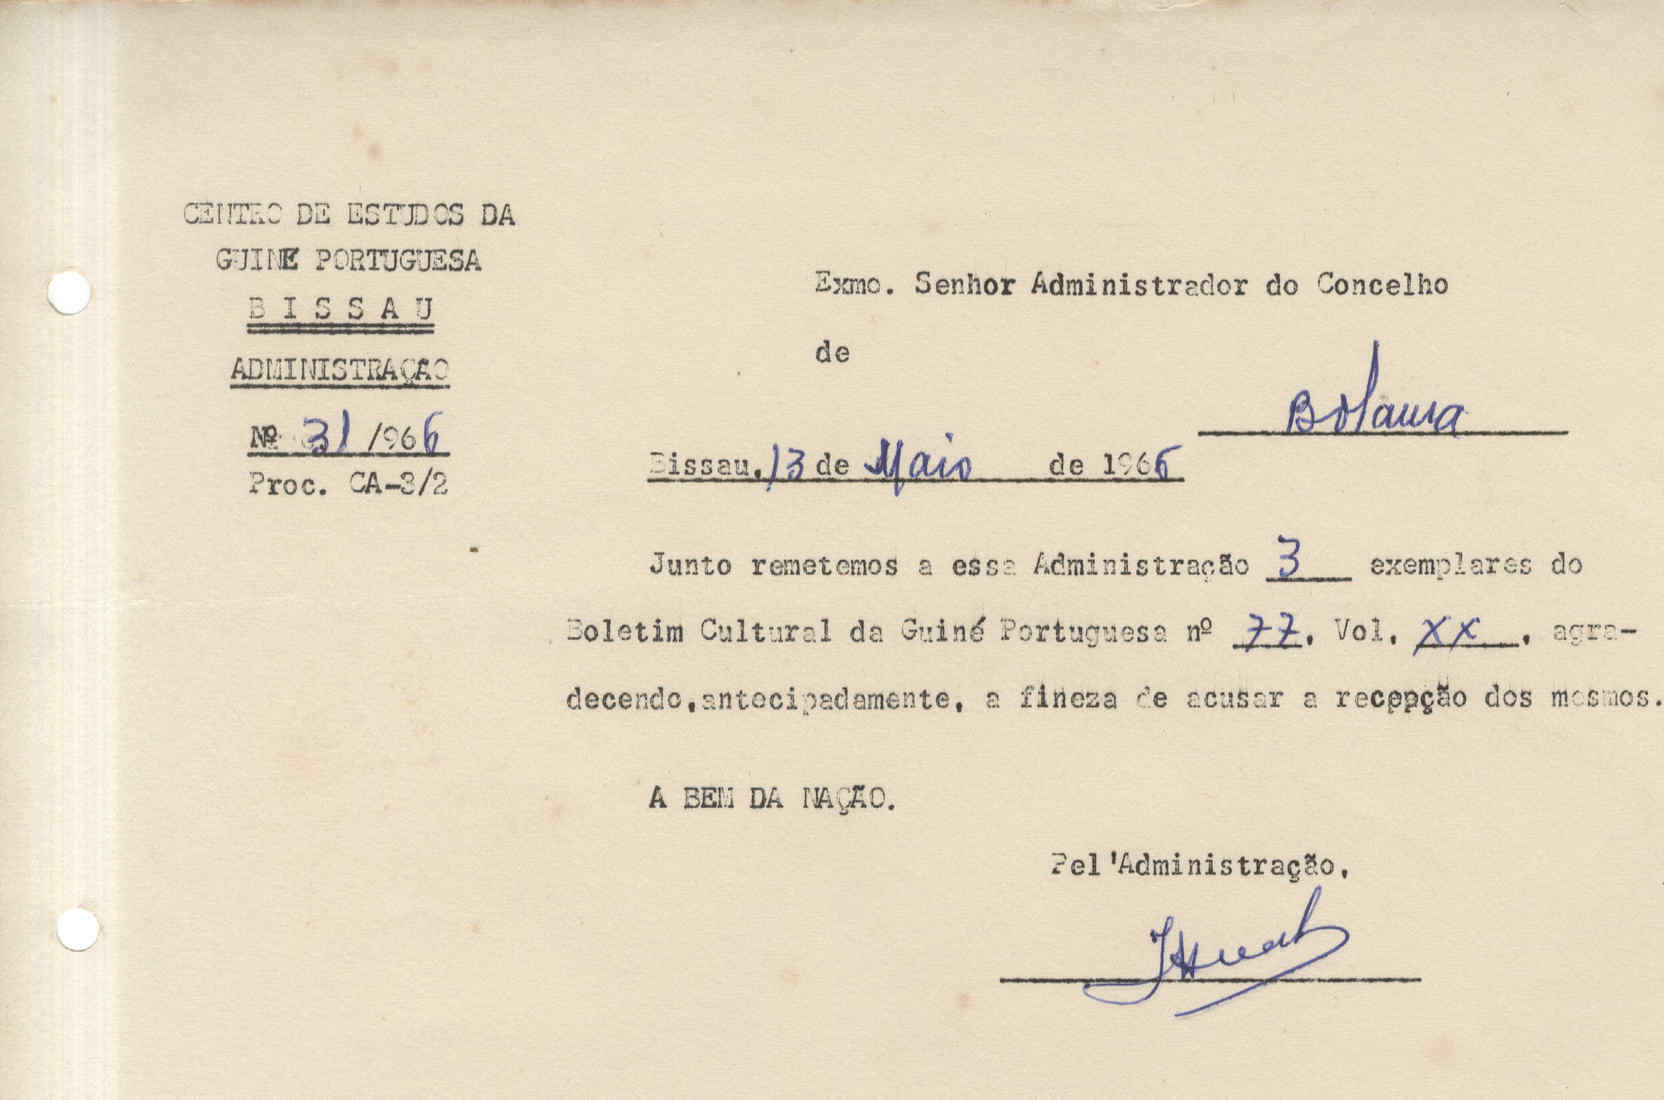 CENTRO DE ESTUDOS DA
GUINÉ PORTUGUESA
B I S S A U
ADMINISTRAÇÃO
Nº 31/966
Proc. CA-3/2
Exmo. Senhor Administrador do Concelho
de
Bolama
Bissau, 13 de Maio de 1966
Junto remetemos a essa Administração 3 exemplares do
Boletim Cultural da Guiné Portuguesa nº 77, Vol. XX, agra-
decendo,antecipadamente, a fineza de acusar a recepção dos mesmos.
A BEM DA NAÇÃO.
Pel'Administração,